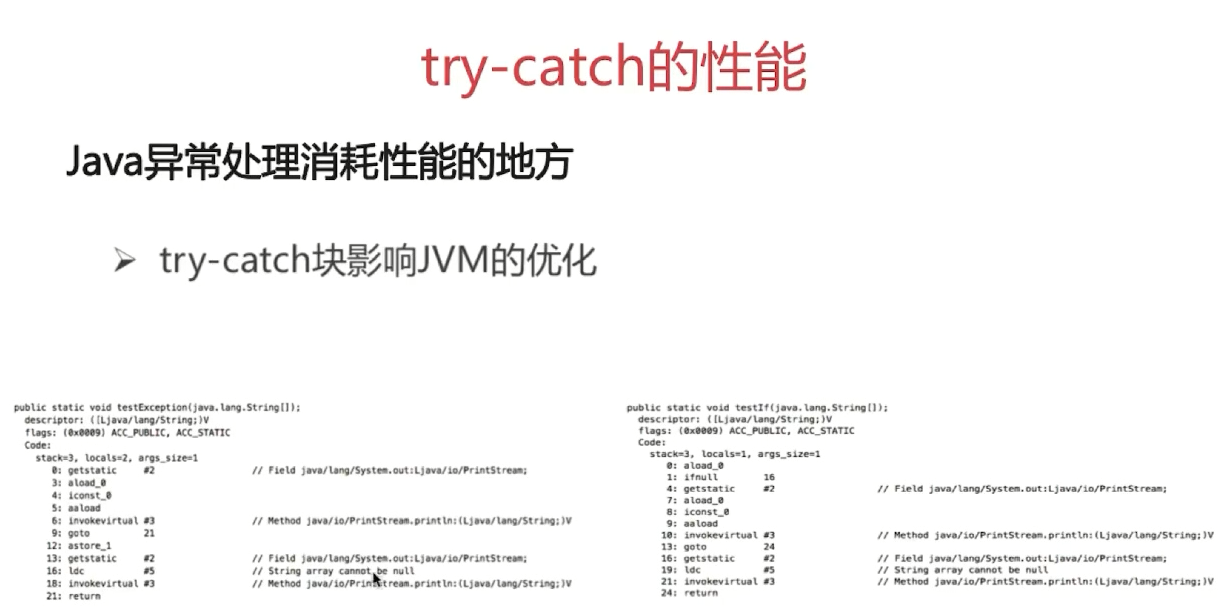 try-catch的性能
Java异常处理消耗性能的地方
➢ try-catch块影响JVM的优化
public static void testException(java.lang.String[]);
descriptor: ([Ljava/lang/String;)V
flags: (0x0009) ACC_PUBLIC, ACC_STATIC
Code:
stack=3, locals=2, args_size=1
0: getstatic #2 // Field java/lang/System.out:Ljava/io/PrintStream;
3: aload_0
4: iconst_0
5: aaload
6: invokevirtual #3 // Method java/io/PrintStream.println:(Ljava/lang/String;)V
9: goto 21
12: astore_1
13: getstatic #2 // Field java/lang/System.out:Ljava/io/PrintStream;
16: ldc #5 // String array cannot be null
18: invokevirtual #3 // Method java/io/PrintStream.println:(Ljava/lang/String;)V
21: return
public static void testIf(java.lang.String[]);
descriptor: ([Ljava/lang/String;)V
flags: (0x0009) ACC_PUBLIC, ACC_STATIC
Code:
stack=3, locals=1, args_size=1
0: aload_0
1: ifnull 16
4: getstatic #2 // Field java/lang/System.out:Ljava/io/PrintStream;
7: aload_0
8: iconst_0
9: aaload
10: invokevirtual #3 // Method java/io/PrintStream.println:(Ljava/lang/String;)V
13: goto 24
16: getstatic #2 // Field java/lang/System.out:Ljava/io/PrintStream;
19: ldc #5 // String array cannot be null
21: invokevirtual #3 // Method java/io/PrintStream.println:(Ljava/lang/String;)V
24: return